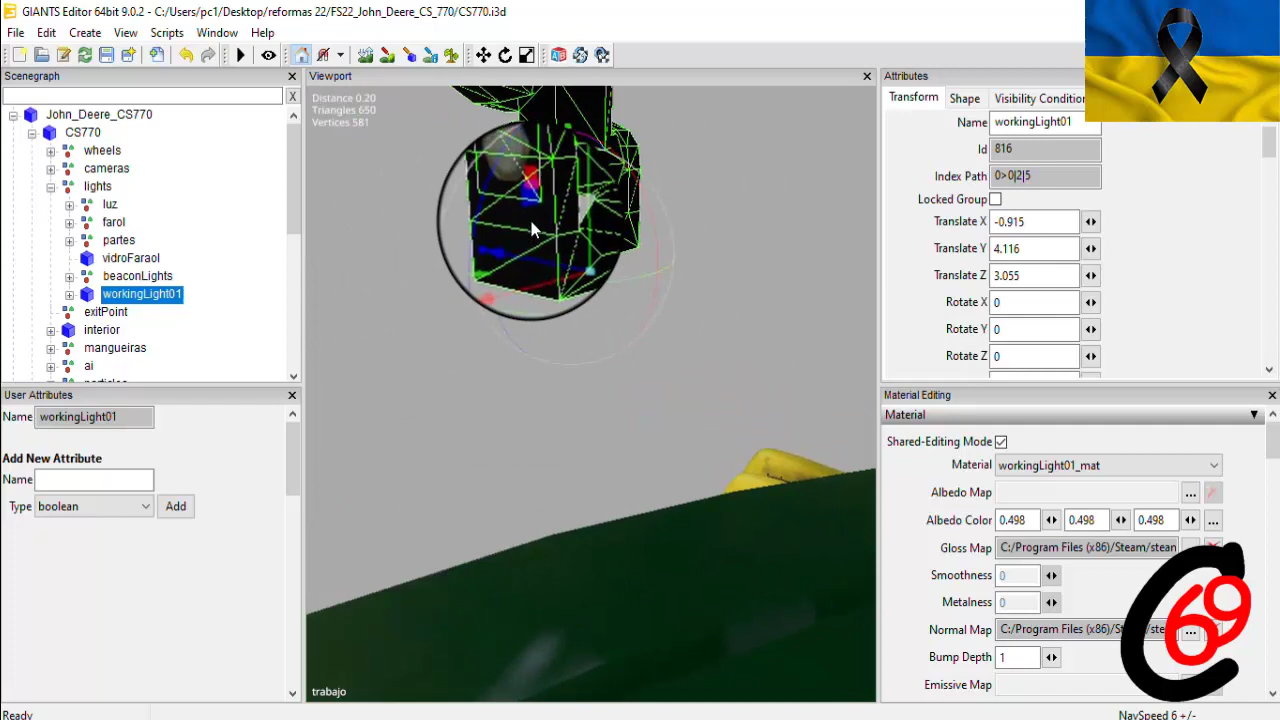 GIANTS Editor 64bit 9.0.2 - C:/Users/pc1/Desktop/reformas 22/FS22_John_Deere_CS_770/CS770.i3d
File Edit Create View Scripts Window Help
Scenegraph
X
John_Deere_CS770
CS770
wheels
cameras
lights
luz
farol
partes
vidroFaraol
beaconLights
workingLight01
exitPoint
interior
mangueiras
ai
particles
User Attributes
Name workingLight01
Add New Attribute
Name
Type boolean Add
Ready
Viewport
Distance 0.20
Triangles 650
Vertices 581
trabajo
Attributes
Transform Shape Visibility Condition
Name workingLight01
Id 816
Index Path 0>0|2|5
Locked Group
Translate X -0.915
Translate Y 4.116
Translate Z 3.055
Rotate X 0
Rotate Y 0
Rotate Z 0
Material Editing
Material
Shared-Editing Mode
Material workingLight01_mat
Albedo Map ...
Albedo Color 0.498 0.498 0.498 ...
Gloss Map C:/Program Files (x86)/Steam/stean
Smoothness 0
Metalness 0
Normal Map C:/Program Files (x86)/St
Bump Depth 1
Emissive Map
C69
NavSpeed 6 +/-